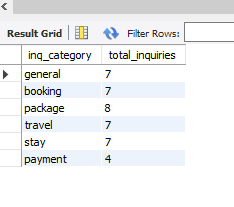 Result Grid Filter Rows:
inq_category total_inquiries
general 7
booking 7
package 8
travel 7
stay 7
payment 4